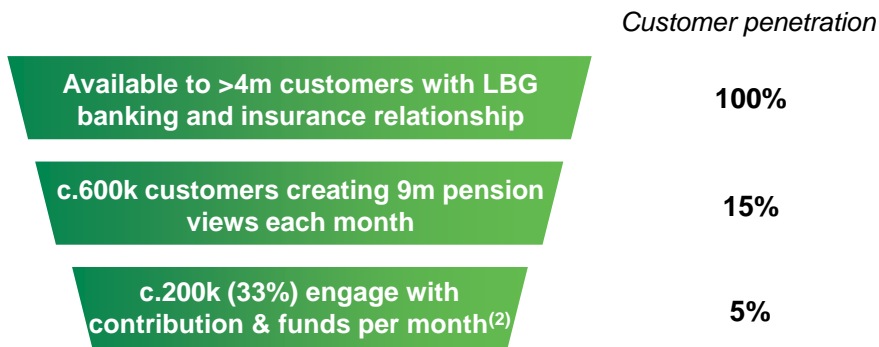 Customer penetration
Available to >4m customers with LBG
banking and insurance relationship
100%
c.600k customers creating 9m pension
views each month
15%
c.200k (33%) engage with
contribution & funds per month(2)
5%